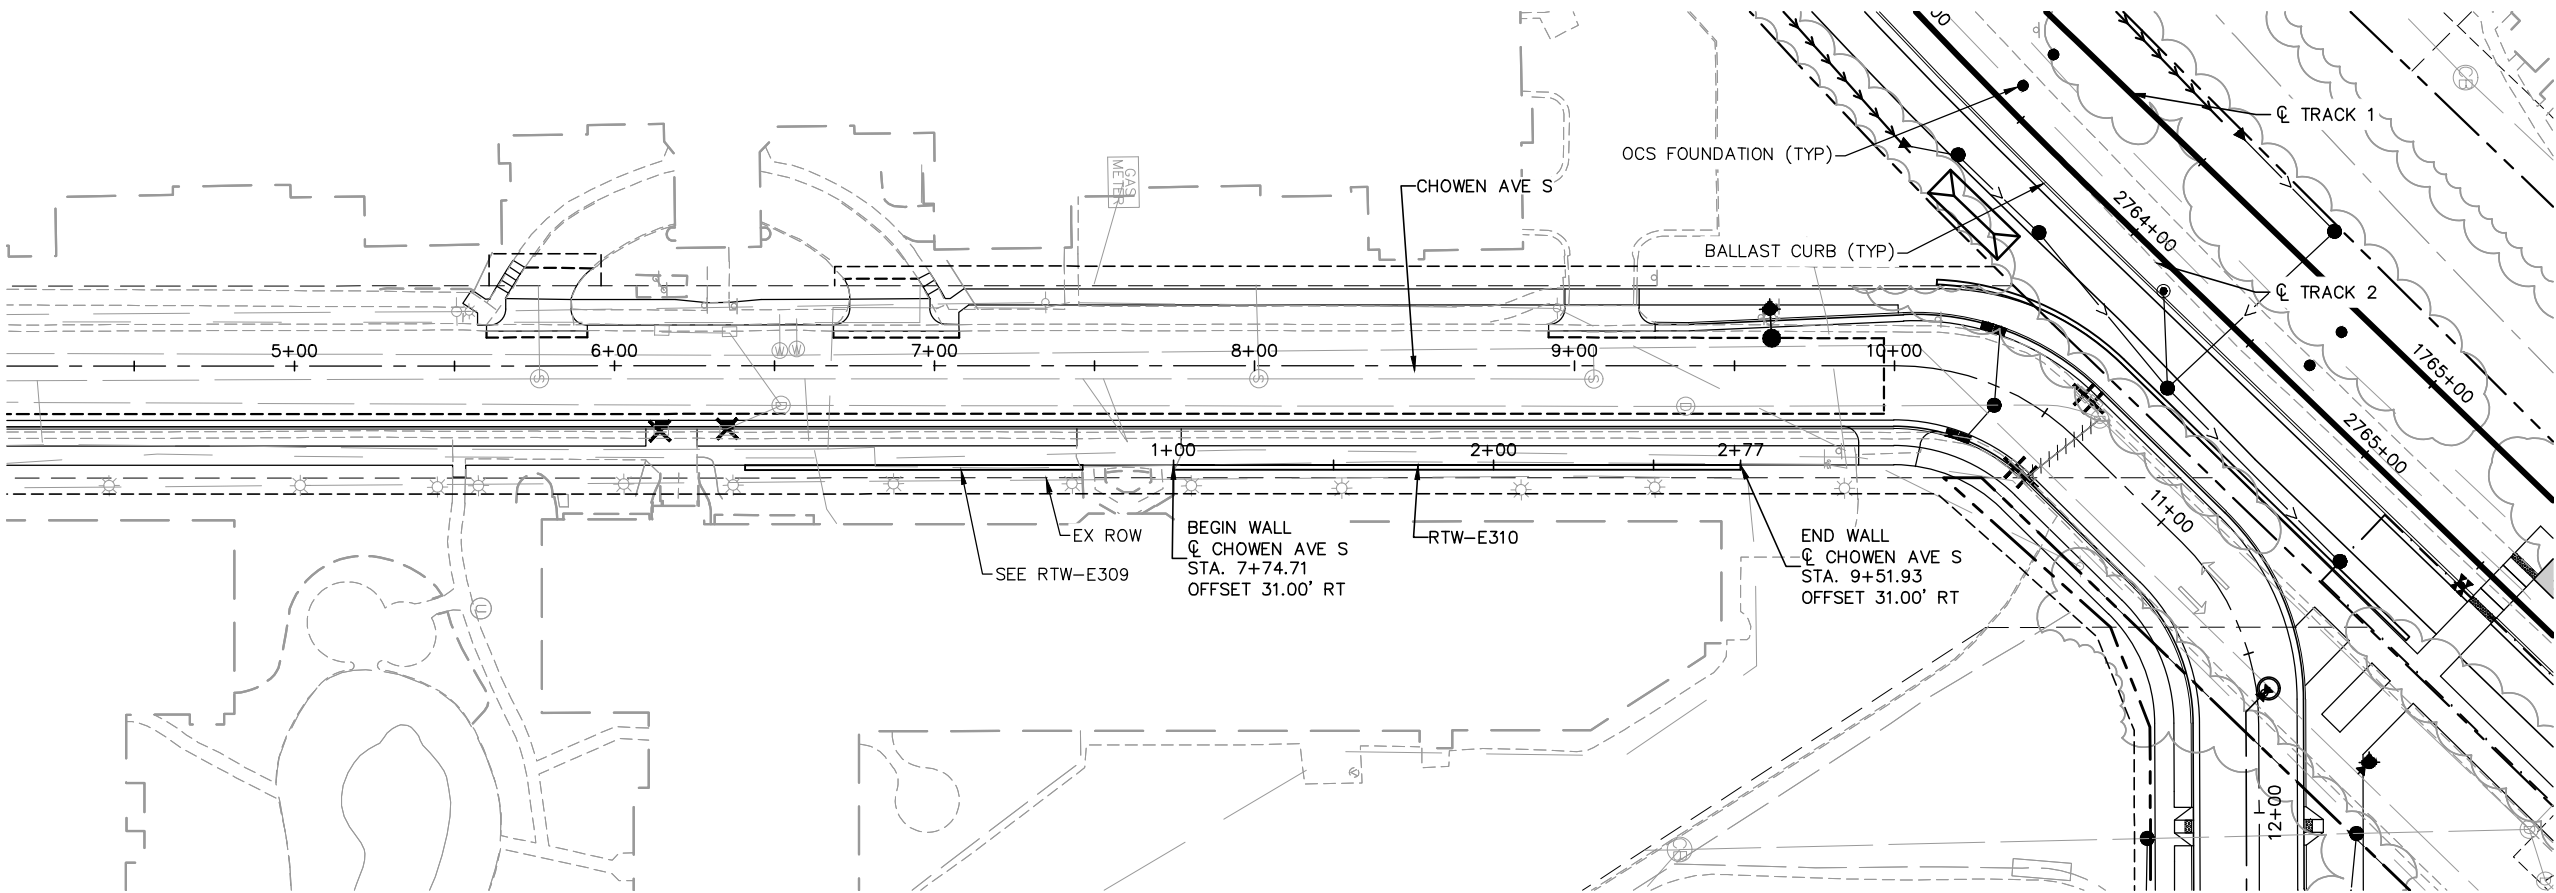 00
℄ TRACK 1
OCS FOUNDATION (TYP)
GAS
METER
CHOWEN AVE S
2764+00
BALLAST CURB (TYP)
℄ TRACK 2
5+00
6+00
7+00
8+00
9+00
10+00
1765+00
2765+00
1+00
2+00
2+77
11+00
EX ROW
SEE RTW-E309
BEGIN WALL
℄ CHOWEN AVE S
STA. 7+74.71
OFFSET 31.00' RT
RTW-E310
END WALL
℄ CHOWEN AVE S
STA. 9+51.93
OFFSET 31.00' RT
12+00
S
S
S
W
W
D
D
U
CB
CB